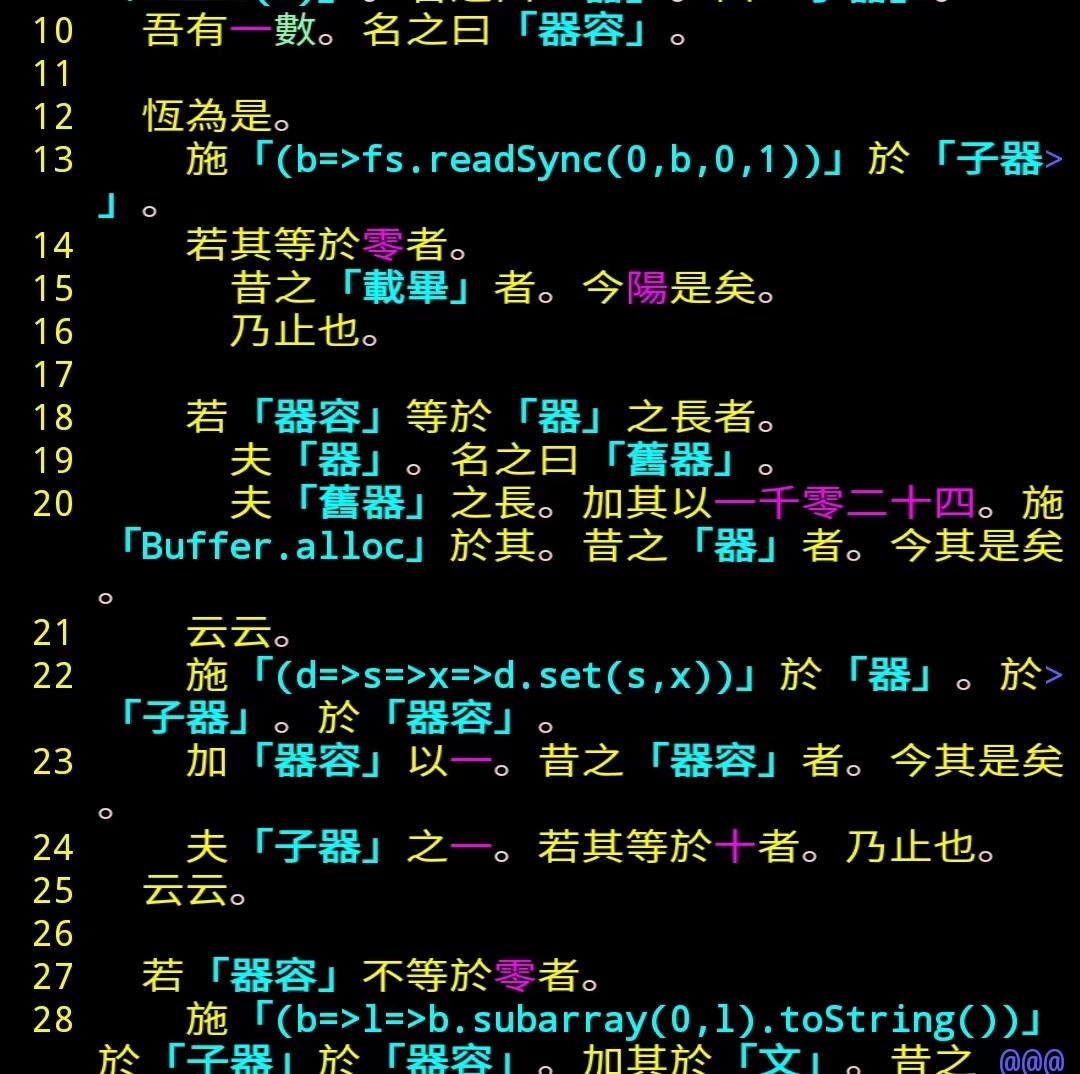 10 吾有一數。名之曰「器容」。
11
12 恆為是。
13 施「(b=>fs.readSync(0,b,0,1))」於「子器>
」。
14 若其等於零者。
15 昔之「載畢」者。今陽是矣。
16 乃止也。
17
18 若「器容」等於「器」之長者。
19 夫「器」。名之曰「舊器」。
20 夫「舊器」之長。加其以一千零二十四。施
「Buffer.alloc」於其。昔之「器」者。今其是矣
。
21 云云。
22 施「(d=>s=>x=>d.set(s,x))」於「器」。於>
「子器」。於「器容」。
23 加「器容」以一。昔之「器容」者。今其是矣
。
24 夫「子器」之一。若其等於十者。乃止也。
25 云云。
26
27 若「器容」不等於零者。
28 施「(b=>l=>b.subarray(0,l).toString())」
於「子器」於「器容」。加其於「文」。昔之 @@@